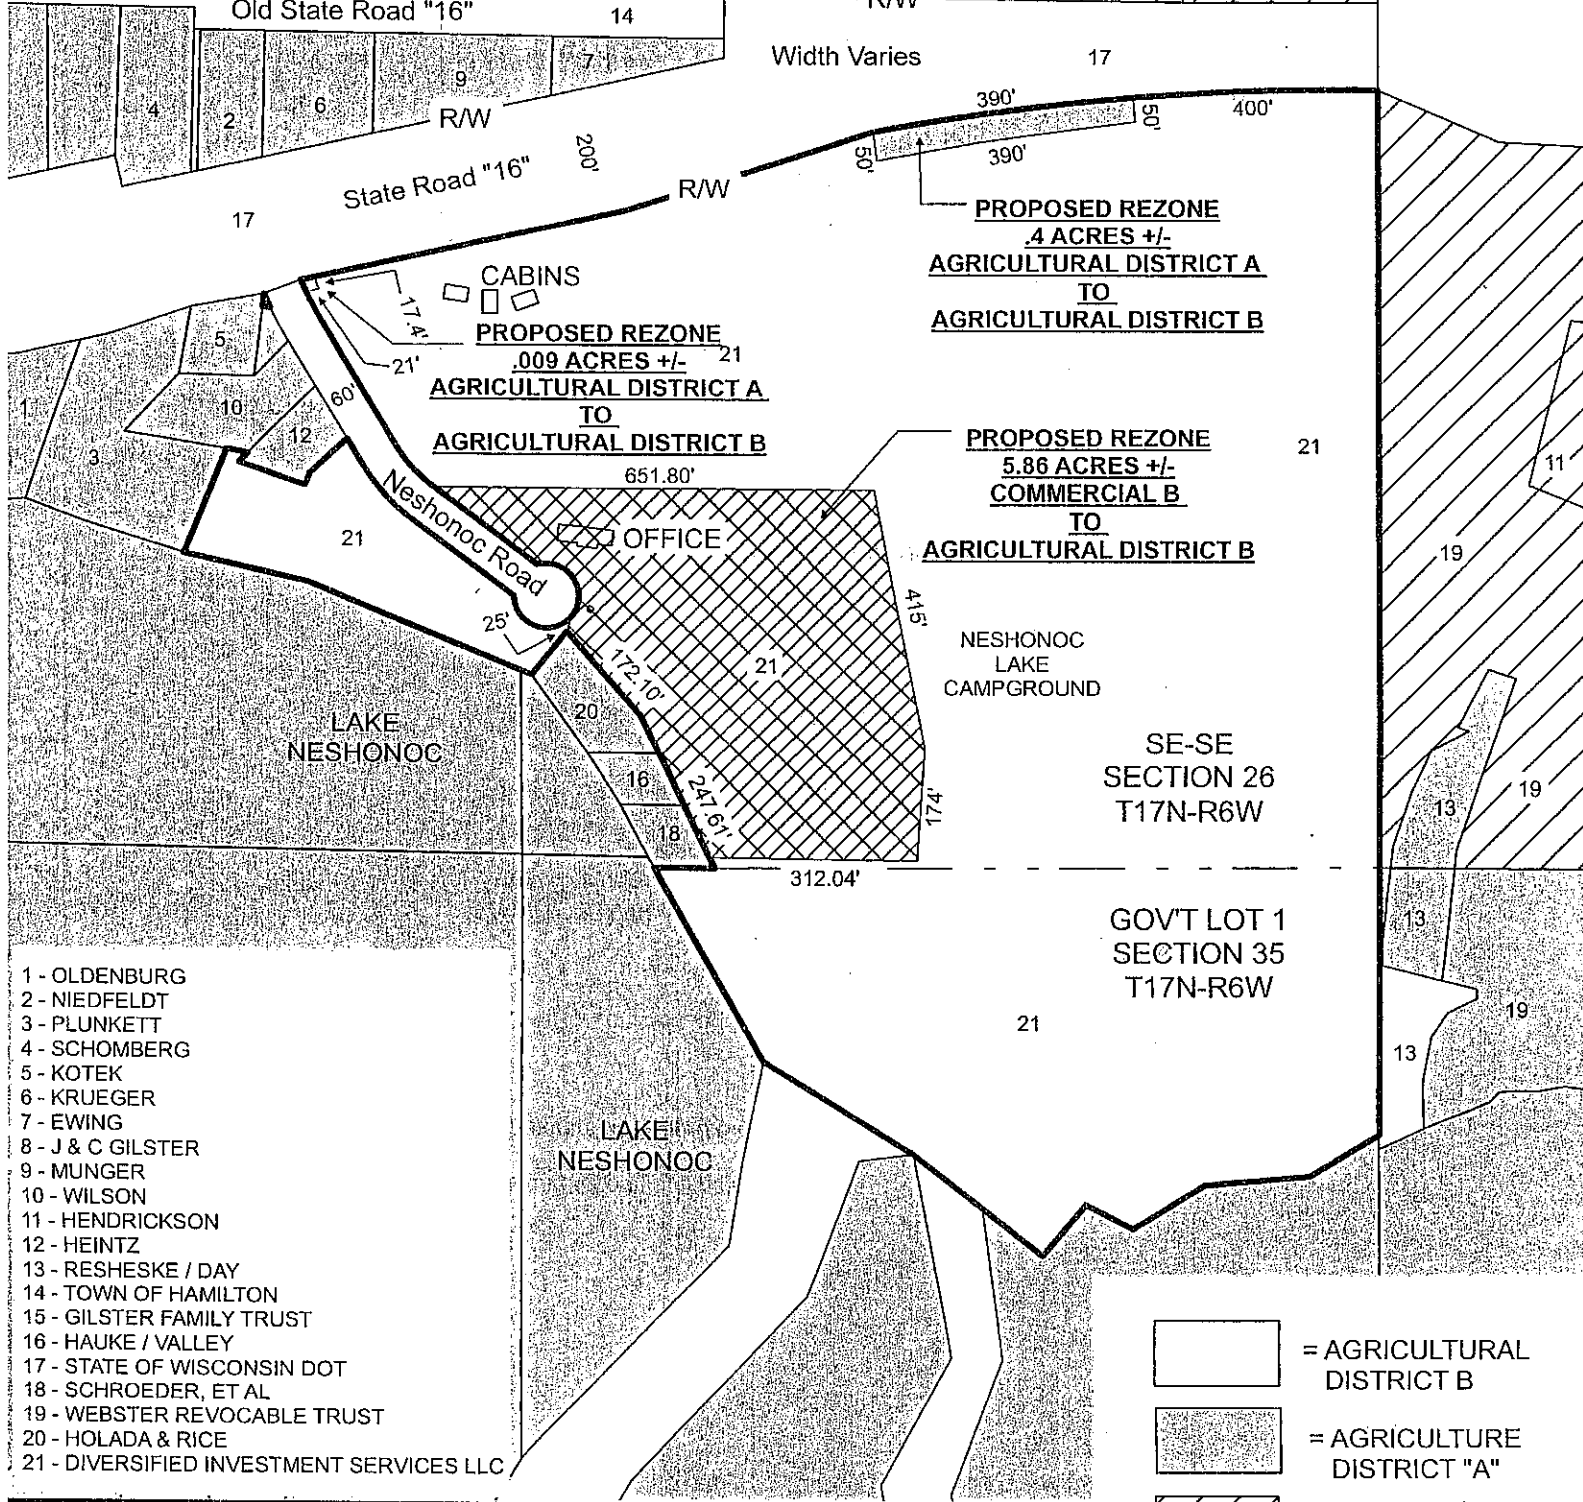 Old State Road "16"
14
R/W
Width Varies
17
4
2
6
9
7
R/W
State Road "16"
200'
R/W
17
390'
50'
400'
50'
390'
PROPOSED REZONE
.4 ACRES +/-
AGRICULTURAL DISTRICT A
TO
AGRICULTURAL DISTRICT B
CABINS
17.4'
21'
PROPOSED REZONE
.009 ACRES +/-
21
AGRICULTURAL DISTRICT A
TO
AGRICULTURAL DISTRICT B
5
10
12
1
3
60'
651.80'
PROPOSED REZONE
5.86 ACRES +/-
COMMERCIAL B
TO
AGRICULTURAL DISTRICT B
21
11
19
Neshonoc Road
OFFICE
21
25'
415'
NESHONOC
LAKE
CAMPGROUND
21
172.10'
20
16
18
247.61'
174'
312.04'
LAKE
NESHONOC
SE-SE
SECTION 26
T17N-R6W
13
19
GOV'T LOT 1
SECTION 35
T17N-R6W
13
19
21
13
LAKE
NESHONOC
1 - OLDENBURG
2 - NIEDFELDT
3 - PLUNKETT
4 - SCHOMBERG
5 - KOTEK
6 - KRUEGER
7 - EWING
8 - J & C GILSTER
9 - MUNGER
10 - WILSON
11 - HENDRICKSON
12 - HEINTZ
13 - RESHESKE / DAY
14 - TOWN OF HAMILTON
15 - GILSTER FAMILY TRUST
16 - HAUKE / VALLEY
17 - STATE OF WISCONSIN DOT
18 - SCHROEDER, ET AL
19 - WEBSTER REVOCABLE TRUST
20 - HOLADA & RICE
21 - DIVERSIFIED INVESTMENT SERVICES LLC
= AGRICULTURAL
DISTRICT B
= AGRICULTURE
DISTRICT "A"